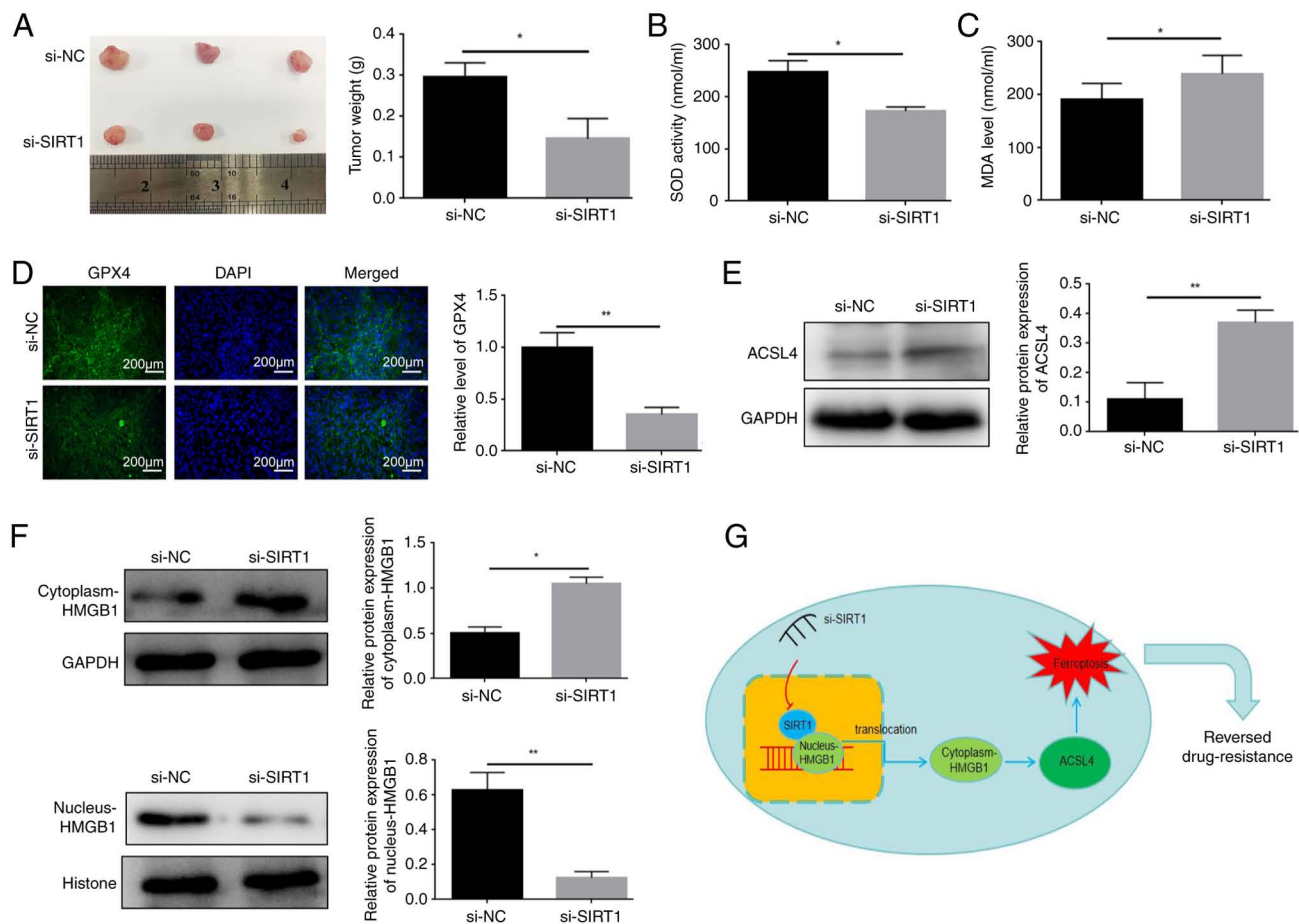 A
si-NC
si-SIRT1
2
50
64
3
10
16
4
Tumor weight (g)
0.4
0.3
0.2
0.1
0.0
*
si-NC
si-SIRT1
B
SOD activity (nmol/ml)
300
200
100
0
*
si-NC
si-SIRT1
C
MDA level (nmol/ml)
300
200
100
0
*
si-NC
si-SIRT1
D
GPX4
DAPI
Merged
si-NC
200µm
200µm
200µm
si-SIRT1
200µm
200µm
200µm
Relative level of GPX4
1.5
1.0
0.5
0.0
**
si-NC
si-SIRT1
E
si-NC
si-SIRT1
ACSL4
GAPDH
Relative protein expression
of ACSL4
0.5
0.4
0.3
0.2
0.1
0.0
**
si-NC
si-SIRT1
F
si-NC
si-SIRT1
Cytoplasm-
HMGB1
GAPDH
Relative protein expression
of cytoplasm-HMGB1
1.5
1.0
0.5
0.0
*
si-NC
si-SIRT1
si-NC
si-SIRT1
Nucleus-
HMGB1
Histone
Relative protein expression
of nucleus-HMGB1
0.8
0.6
0.4
0.2
0.0
**
si-NC
si-SIRT1
G
si-SIRT1
SIRT1
Nucleus-
HMGB1
translocation
Cytoplasm-
HMGB1
ACSL4
Ferroptosis
Reversed
drug-resistance